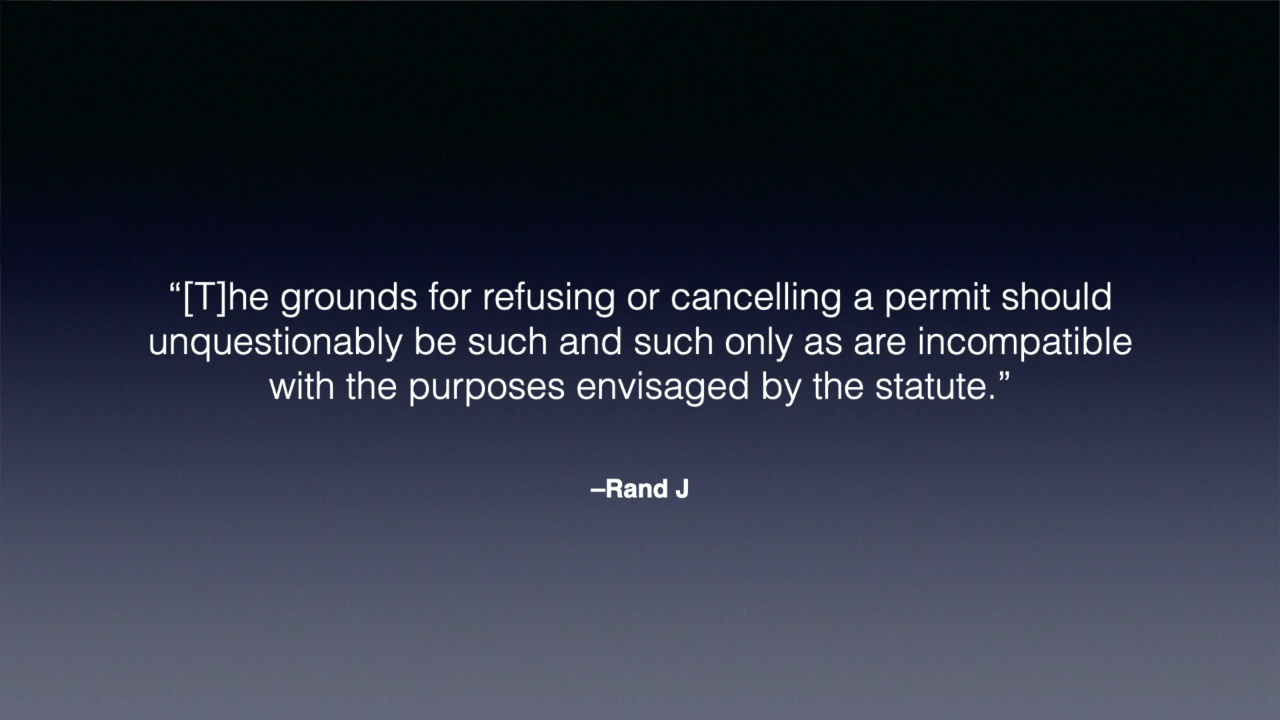 “[T]he grounds for refusing or cancelling a permit should
unquestionably be such and such only as are incompatible
with the purposes envisaged by the statute.”
–Rand J